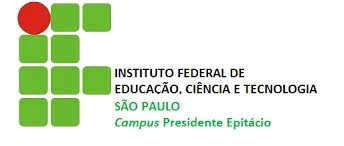 INSTITUTO FEDERAL DE
EDUCAÇÃO, CIÊNCIA E TECNOLOGIA
SÃO PAULO
Campus Presidente Epitácio